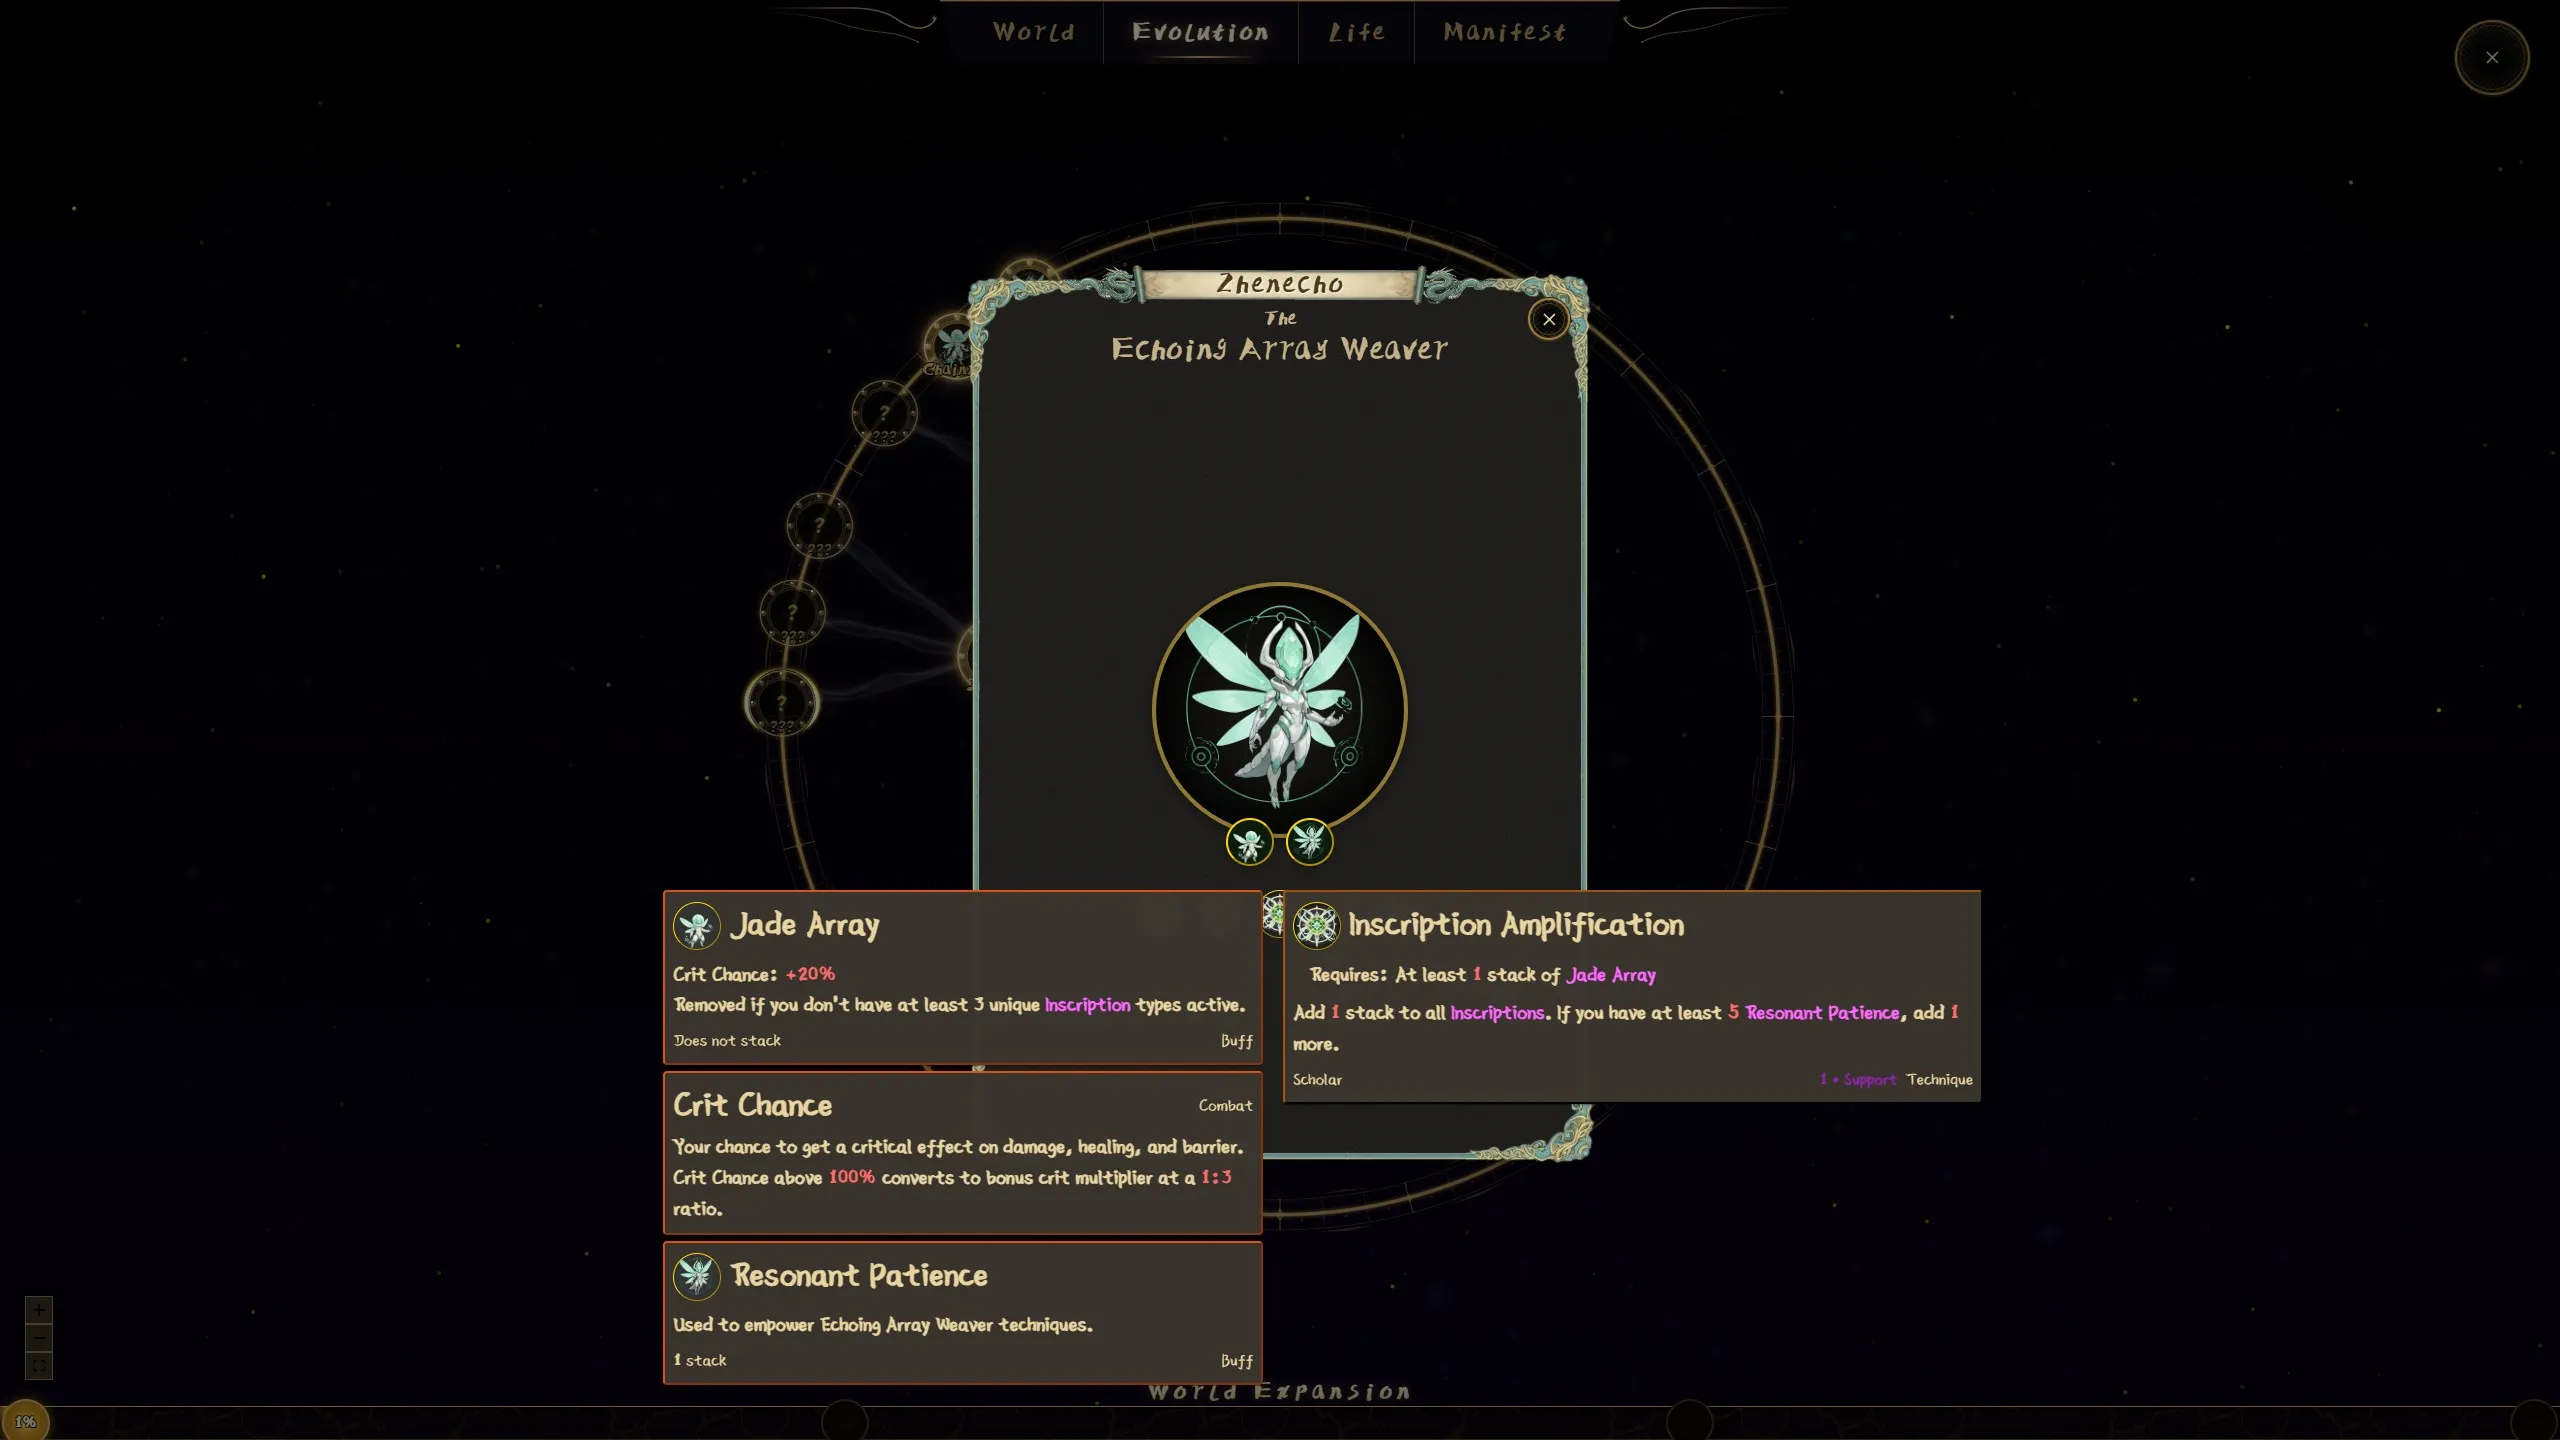 World
Evolution
Life
Manifest
Zhenecho
The
Echoing Array Weaver
?
???
?
???
?
???
?
???
Jade Array
Crit Chance: +20%
Removed if you don't have at least 3 unique Inscription types active.
Does not stack
Buff
Inscription Amplification
Requires: At least 1 stack of Jade Array
Add 1 stack to all Inscriptions. If you have at least 5 Resonant Patience, add 1
more.
Scholar
1 • Support Technique
Crit Chance
Combat
Your chance to get a critical effect on damage, healing, and barrier.
Crit Chance above 100% converts to bonus crit multiplier at a 1:3
ratio.
Resonant Patience
Used to empower Echoing Array Weaver techniques.
1 stack
Buff
World Expansion
1%